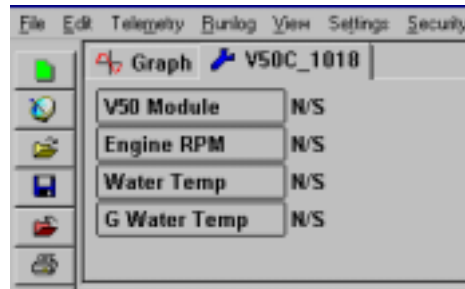 File Edit Telemetry Runlog View Settings Security
Graph V50C_1018
V50 Module N/S
Engine RPM N/S
Water Temp N/S
G Water Temp N/S